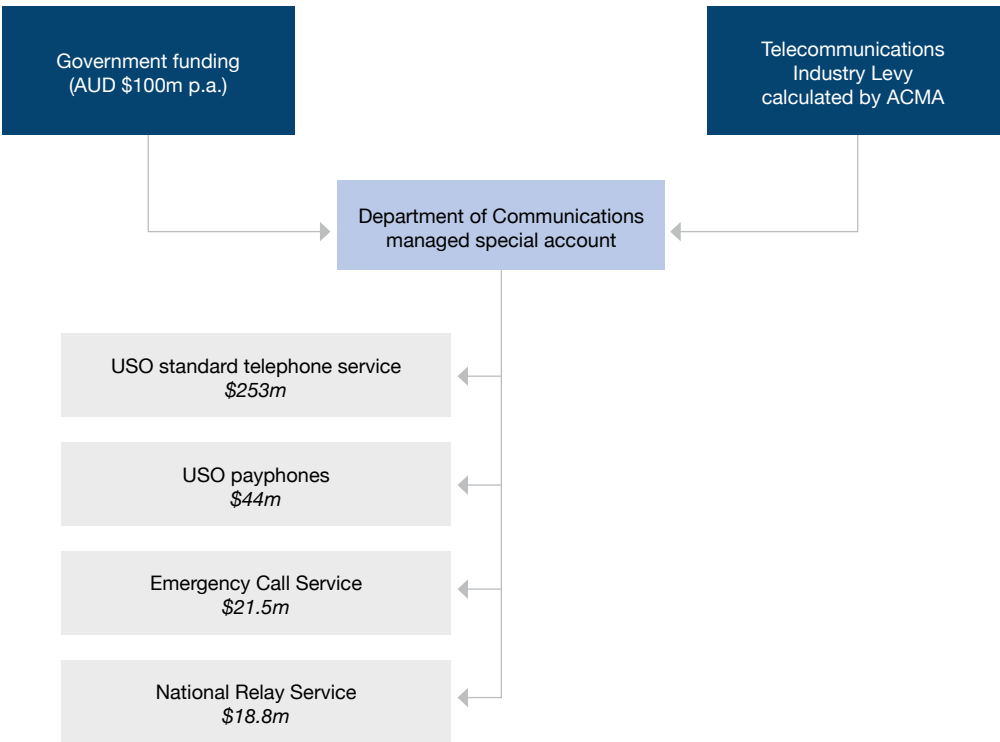 Government funding
(AUD $100m p.a.)
Telecommunications
Industry Levy
calculated by ACMA
Department of Communications
managed special account
USO standard telephone service
$253m
USO payphones
$44m
Emergency Call Service
$21.5m
National Relay Service
$18.8m